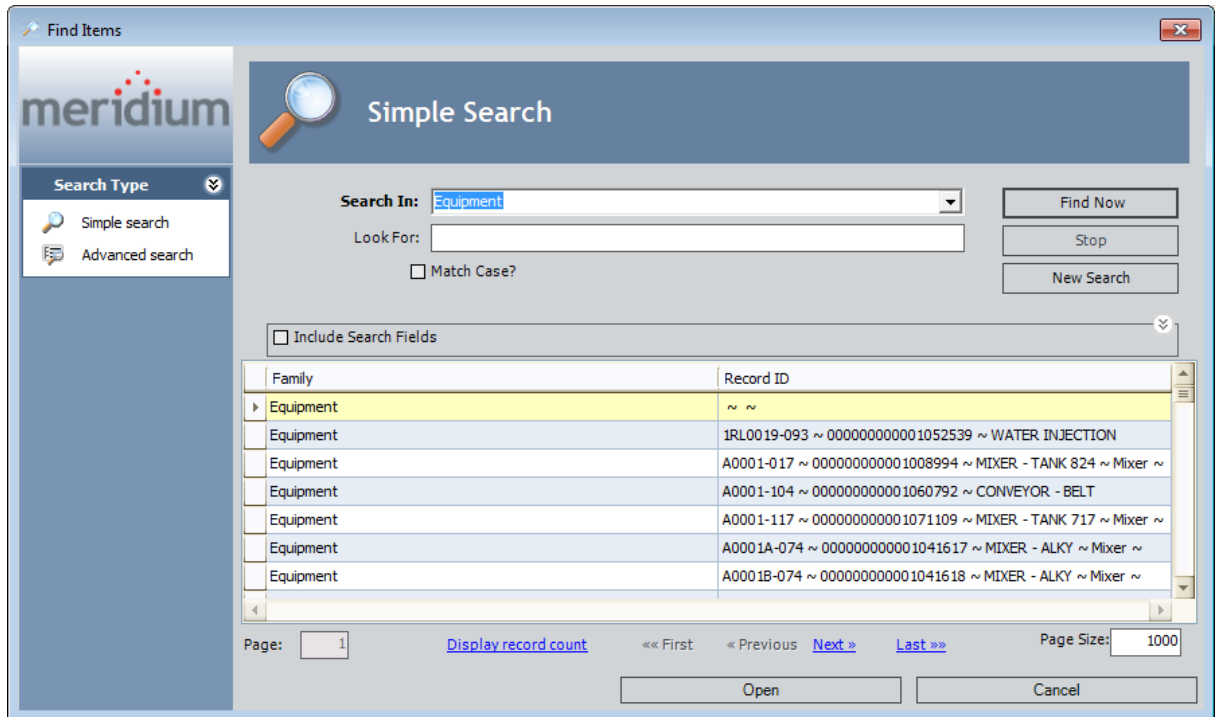 Find Items
meridium
Simple Search
Search Type
Simple search
Advanced search
Search In: Equipment
Find Now
Look For:
Stop
Match Case?
New Search
Include Search Fields
Family Record ID
Equipment ~ ~
Equipment 1RL0019-093 ~ 000000000001052539 ~ WATER INJECTION
Equipment A0001-017 ~ 000000000001008994 ~ MIXER - TANK 824 ~ Mixer ~
Equipment A0001-104 ~ 000000000001060792 ~ CONVEYOR - BELT
Equipment A0001-117 ~ 000000000001071109 ~ MIXER - TANK 717 ~ Mixer ~
Equipment A0001A-074 ~ 000000000001041617 ~ MIXER - ALKY ~ Mixer ~
Equipment A0001B-074 ~ 000000000001041618 ~ MIXER - ALKY ~ Mixer ~
Page: 1 Display record count «« First « Previous Next » Last »» Page Size: 1000
Open Cancel